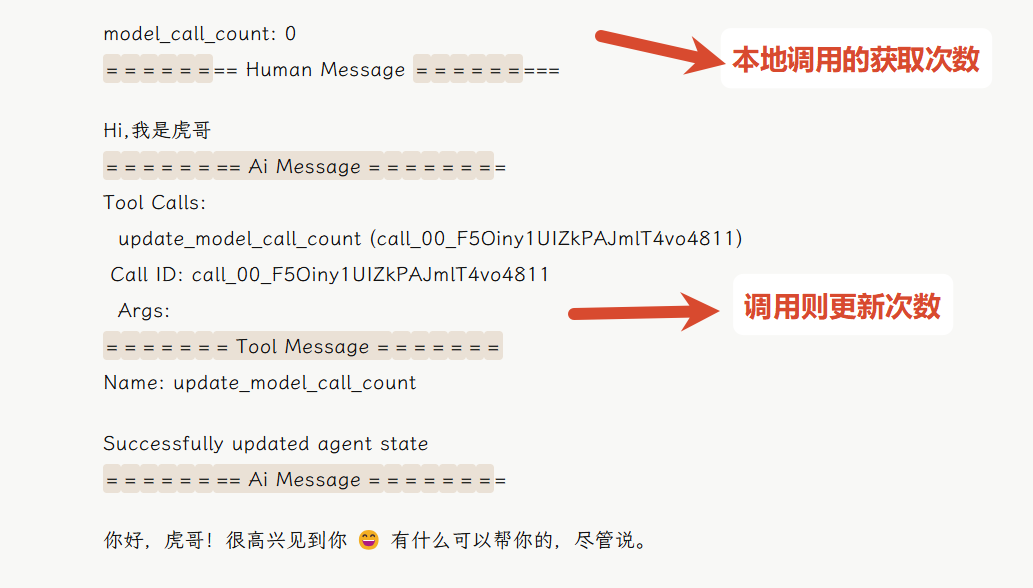 model_call_count: 0
======== Human Message =========
本地调用的获取次数
Hi,我是虎哥
======== Ai Message ========
Tool Calls:
update_model_call_count (call_00_F5Oiny1UIZkPAJmlT4vo4811)
Call ID: call_00_F5Oiny1UIZkPAJmlT4vo4811
Args:
调用则更新次数
======= Tool Message =======
Name: update_model_call_count
Successfully updated agent state
======== Ai Message ========
你好，虎哥！很高兴见到你 😄 有什么可以帮你的，尽管说。